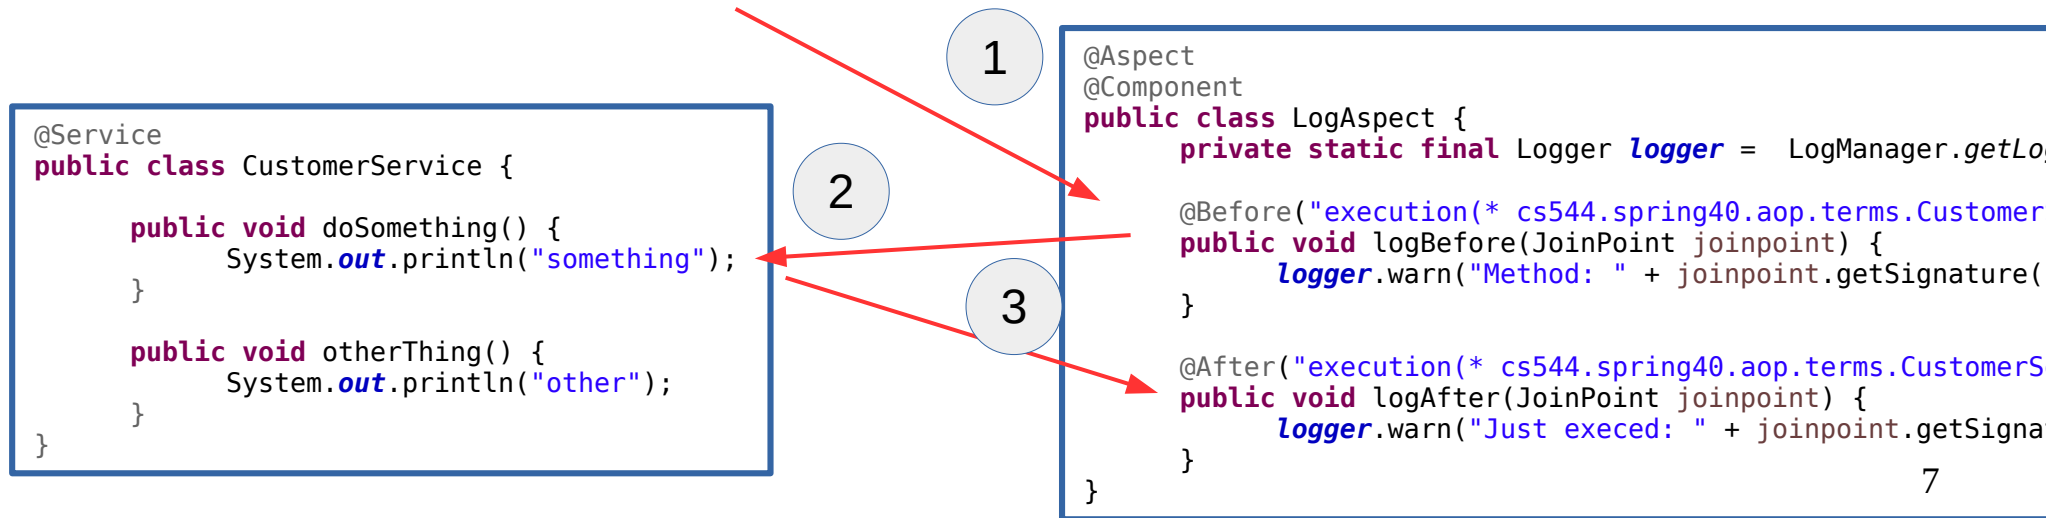 1
2
3
@Service
public class CustomerService {
public void doSomething() {
System.out.println("something");
}
public void otherThing() {
System.out.println("other");
}
}
@Aspect
@Component
public class LogAspect {
private static final Logger logger =  LogManager.getLo
@Before("execution(* cs544.spring40.aop.terms.Customer
public void logBefore(JoinPoint joinpoint) {
logger.warn("Method: " + joinpoint.getSignature(
}
@After("execution(* cs544.spring40.aop.terms.CustomerS
public void logAfter(JoinPoint joinpoint) {
logger.warn("Just execed: " + joinpoint.getSigna
}
}
7